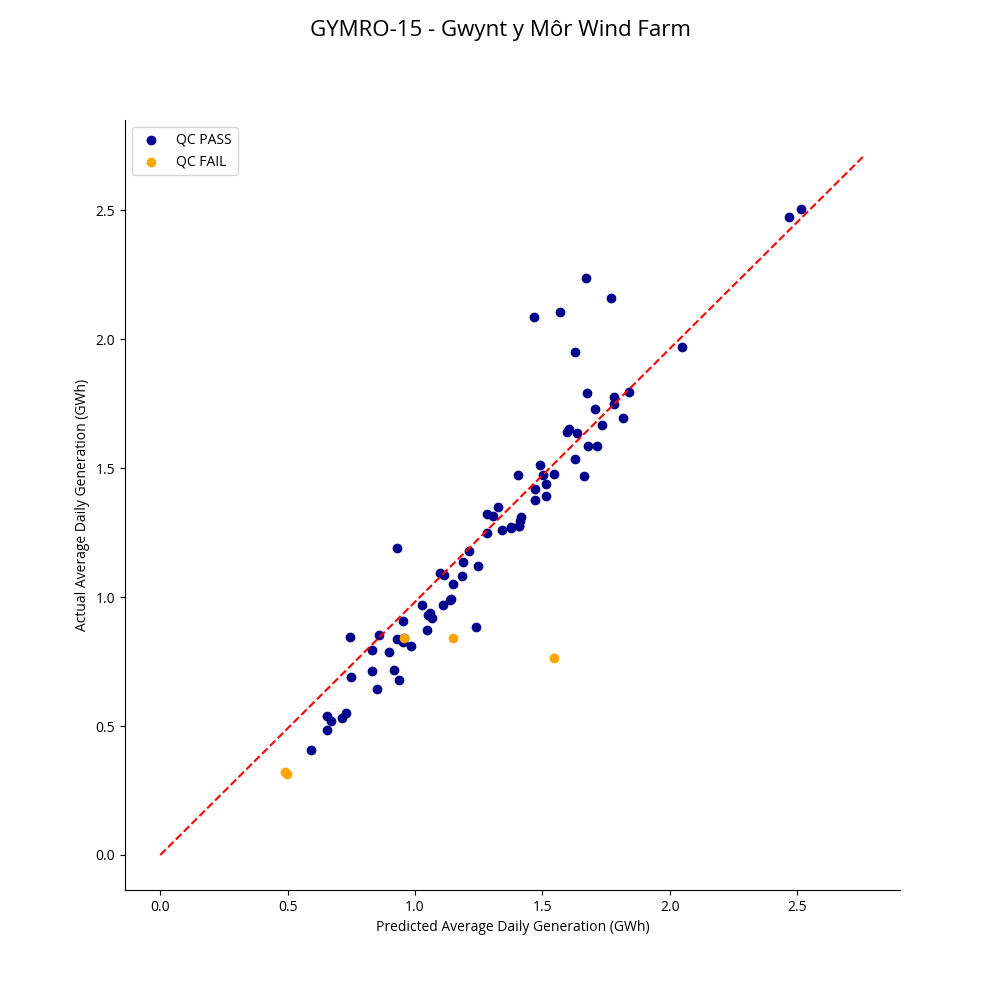 GYMRO-15 - Gwynt y Môr Wind Farm
QC PASS
QC FAIL
2.5
2.0
1.5
1.0
0.5
0.0
Actual Average Daily Generation (GWh)
0.0 0.5 1.0 1.5 2.0 2.5
Predicted Average Daily Generation (GWh)